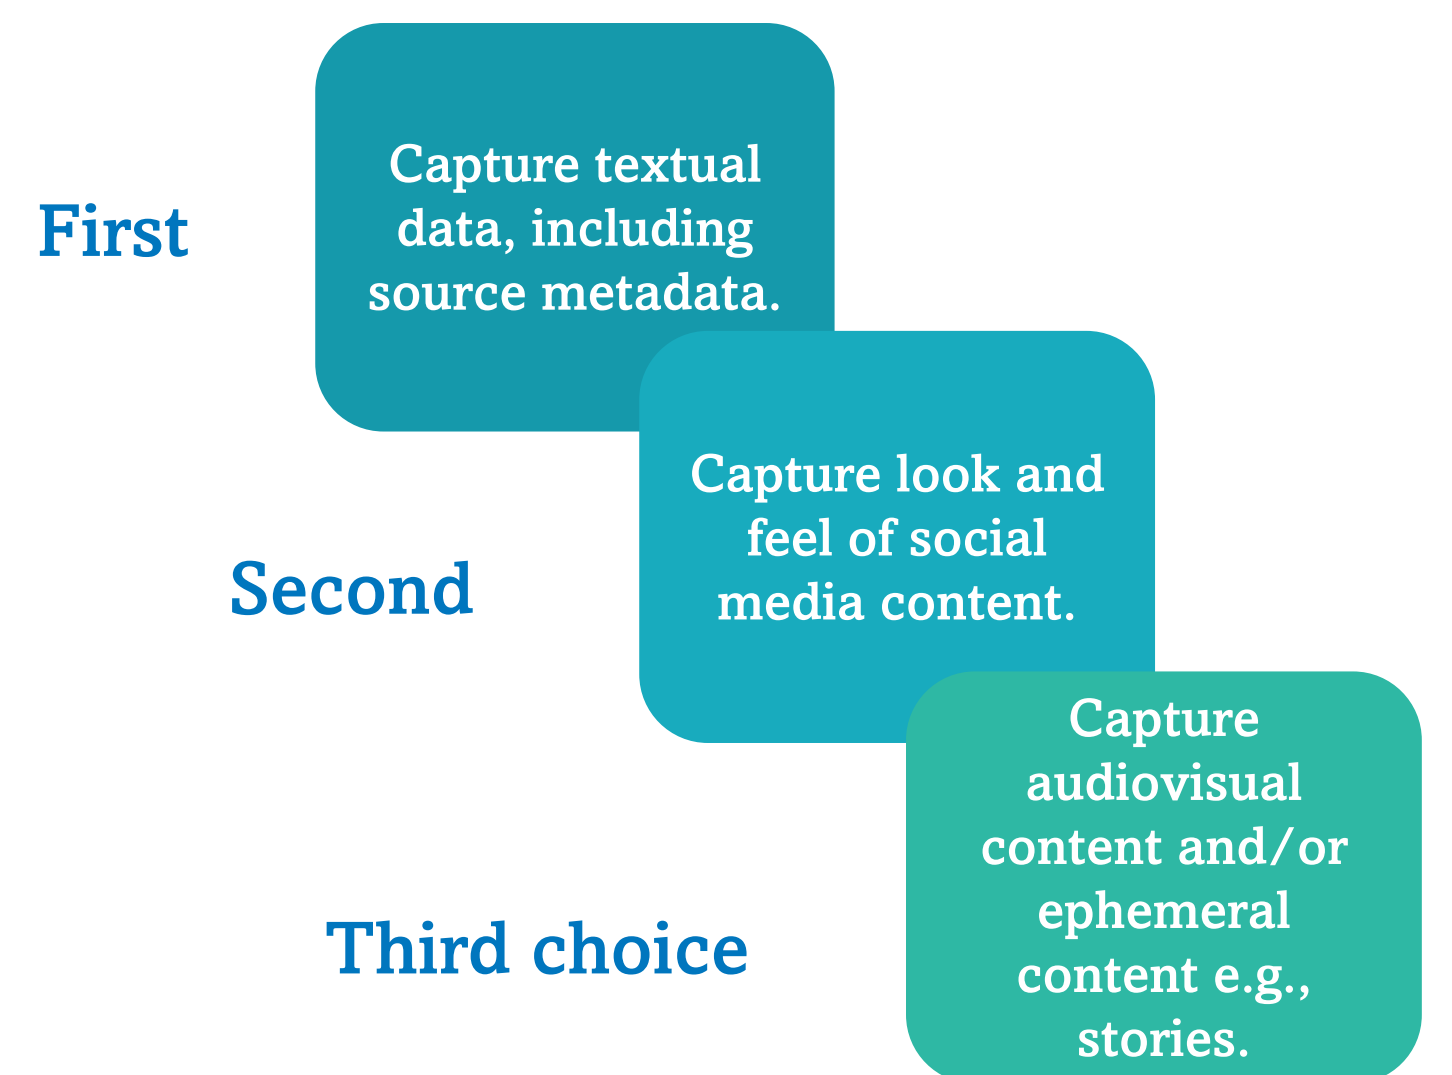 First
Capture textual
data, including
source metadata.
Second
Capture look and
feel of social
media content.
Third choice
Capture
audiovisual
content and/or
ephemeral
content e.g.,
stories.